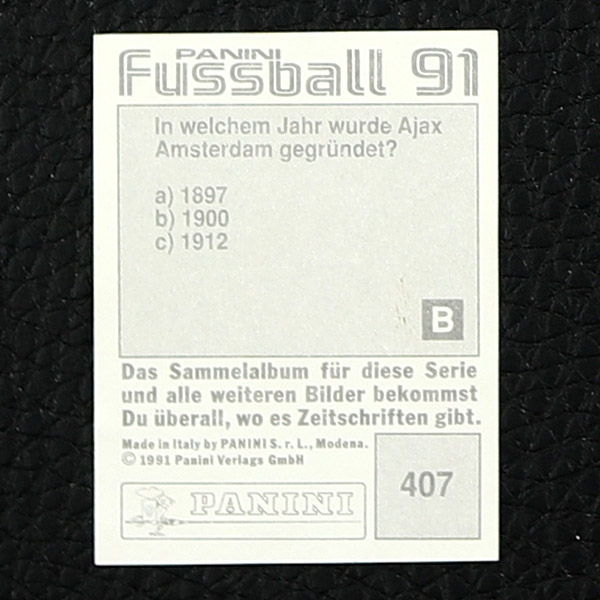 PANINI
Fussball 91
In welchem Jahr wurde Ajax
Amsterdam gegründet?
a) 1897
b) 1900
c) 1912
B
Das Sammelalbum für diese Serie
und alle weiteren Bilder bekommst
Du überall, wo es Zeitschriften gibt.
Made in Italy by PANINI S. r. L., Modena.
© 1991 Panini Verlags GmbH
407
PANINI